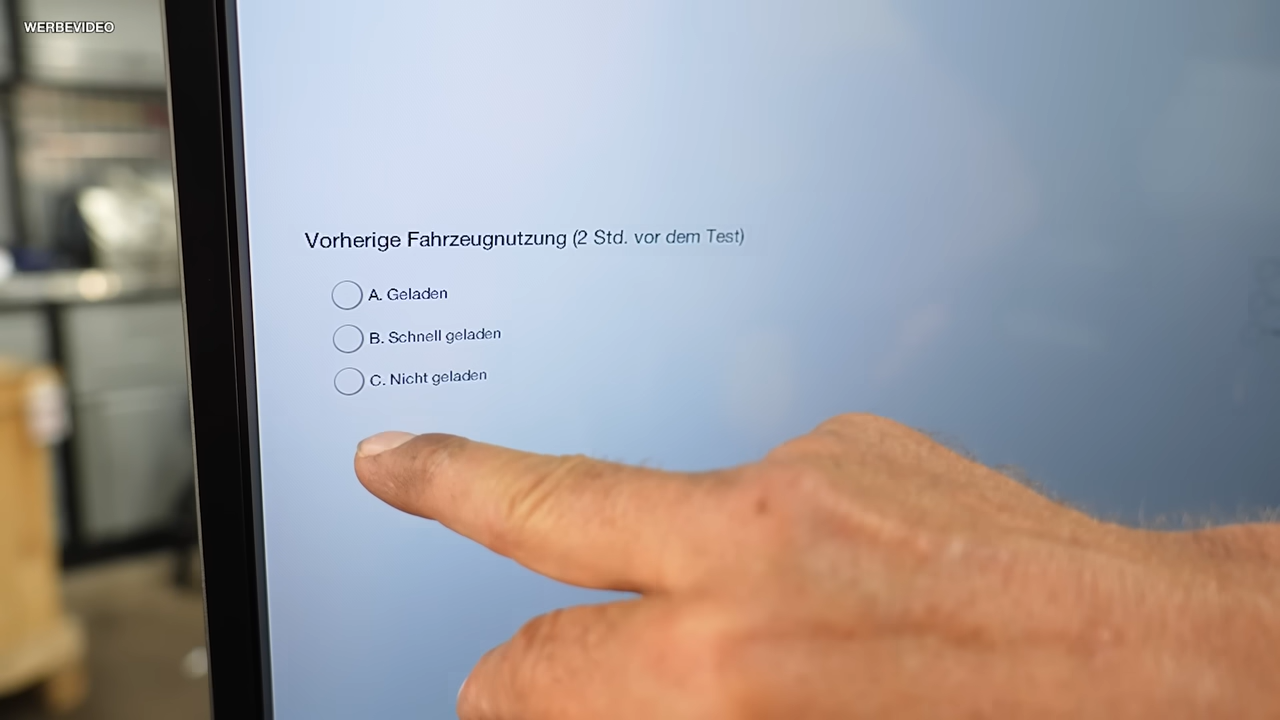 WERBEVIDEO
Vorherige Fahrzeugnutzung (2 Std. vor dem Test)
A. Geladen
B. Schnell geladen
C. Nicht geladen